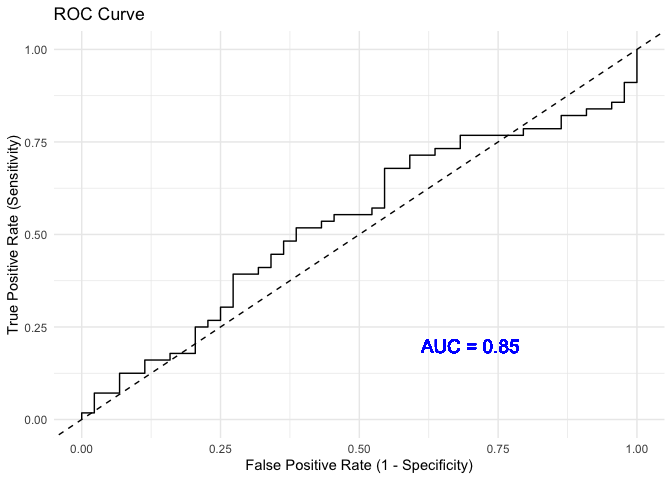 ROC Curve
1.00
0.75
0.50
0.25
0.00
True Positive Rate (Sensitivity)
AUC = 0.85
0.00
0.25
0.50
0.75
1.00
False Positive Rate (1 - Specificity)